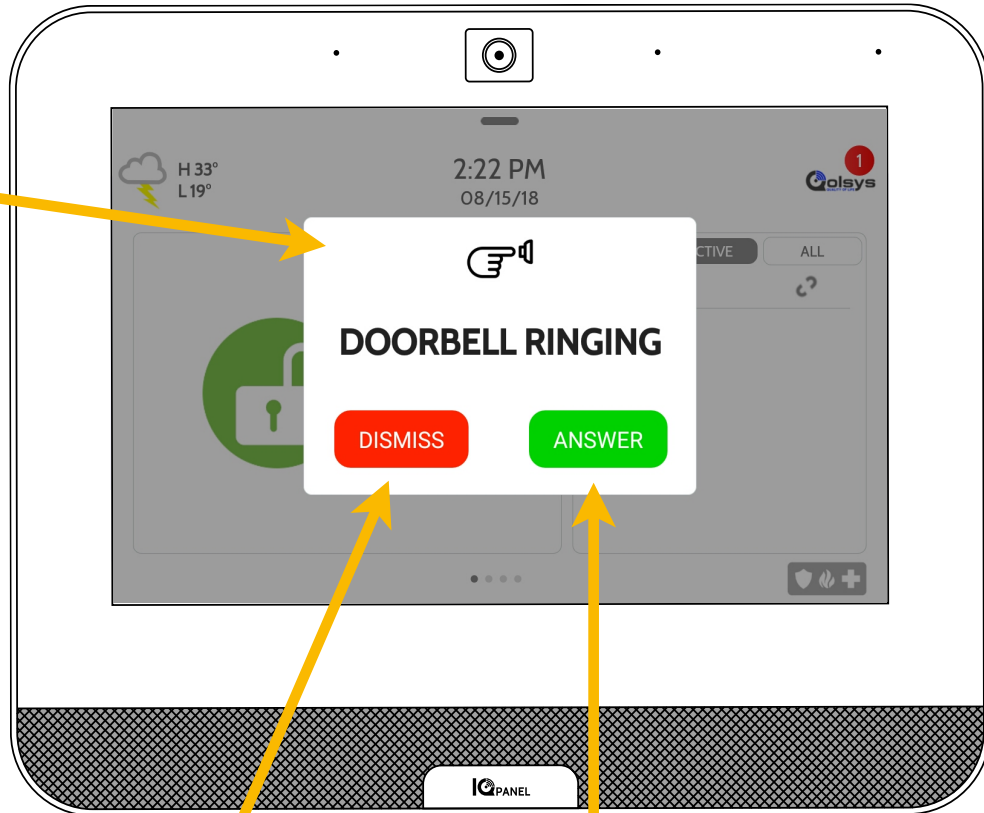 H 33°
L 19°
2:22 PM
08/15/18
1
Qolsys
CTIVE
ALL
DOORBELL RINGING
DISMISS
ANSWER
IQ PANEL